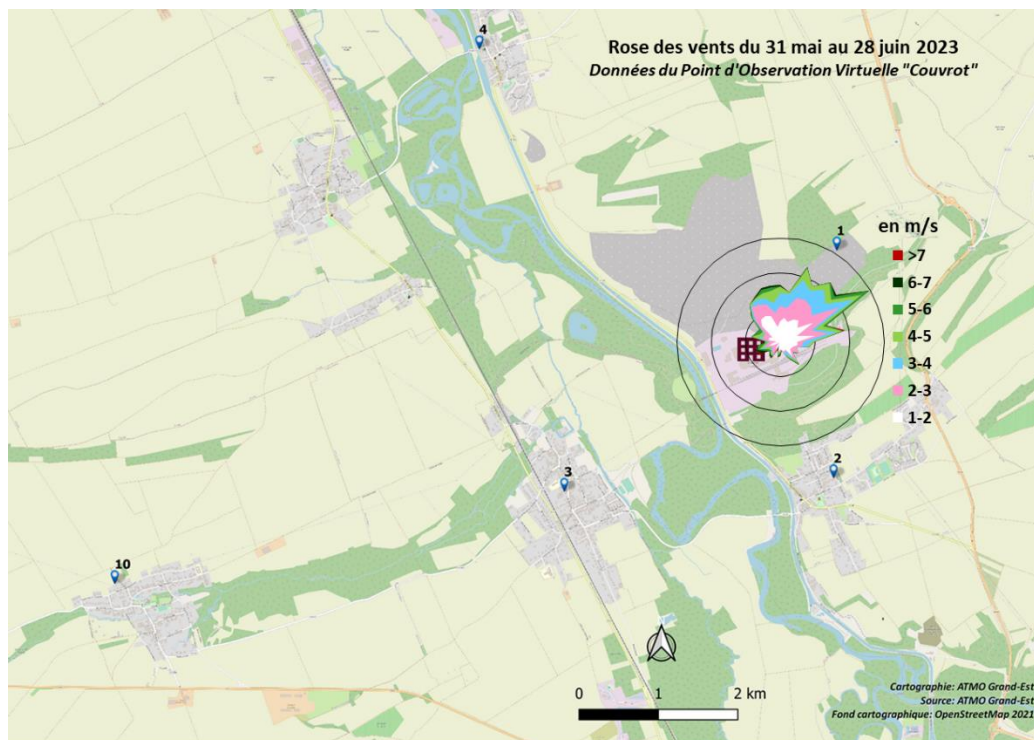 4
Rose des vents du 31 mai au 28 juin 2023
Données du Point d'Observation Virtuelle "Couvrot"
1
en m/s
>7
6-7
5-6
4-5
3-4
2-3
1-2
2
3
10
0 1 2 km
Cartographie: ATMO Grand-Est
Source: ATMO Grand-Est
Fond cartographique: OpenStreetMap 2021